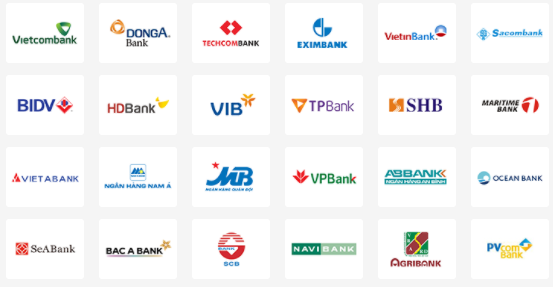 Vietcombank
DONGA
Bank
TECHCOMBANK
EXIMBANK
VietinBank
Sacombank
BIDV
HDBank
VIB
TPBank
SHB
MARITIME
BANK
VIETABANK
NGÂN HÀNG NAM Á
MB
NGÂN HÀNG QUÂN ĐỘI
VPBank
ABBANK
NGÂN HÀNG AN BÌNH
OCEAN BANK
SeABank
BAC A BANK
SCB
NAVIBANK
AGRIBANK
PVcom
Bank